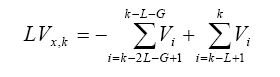 LV_{x,k} = - \sum_{i=k-2L-G+1}^{k-L-G} V_i + \sum_{i=k-L+1}^{k} V_i